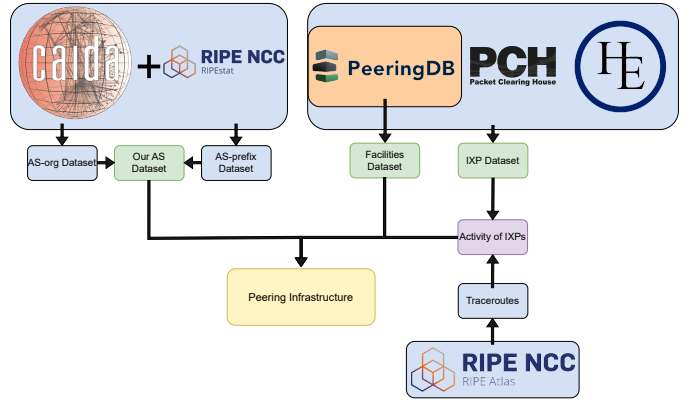 caida
+
RIPE NCC
RIPEstat
PeeringDB
PCH
Packet Clearing House
HE
AS-org Dataset
Our AS
Dataset
AS-prefix
Dataset
Facilities
Dataset
IXP Dataset
Activity of IXPs
Peering Infrastructure
Traceroutes
RIPE NCC
RIPE Atlas